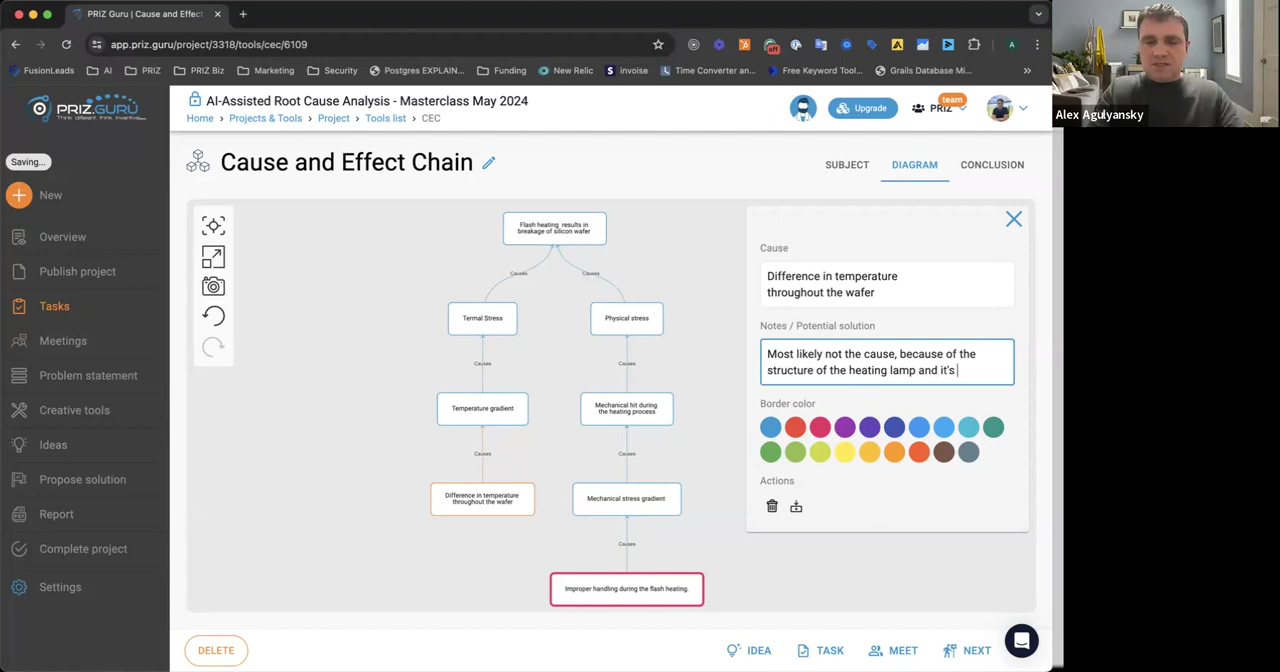 PRIZ Guru | Cause and Effect
app.priz.guru/project/3318/tools/cec/6109
off
A
FusionLeads
AI
PRIZ
PRIZ Biz
Marketing
Security
Postgres EXPLAIN...
Funding
New Relic
invoise
Time Converter an...
Free Keyword Tool...
Grails Database Mi...
»
Alex Agulyansky
PRIZ.GURU
Think different think inventive
AI-Assisted Root Cause Analysis - Masterclass May 2024
Home › Projects & Tools › Project › Tools list › CEC
Upgrade
PRIZ
team
Saving...
New
Overview
Publish project
Tasks
Meetings
Problem statement
Creative tools
Ideas
Propose solution
Report
Complete project
Settings
Cause and Effect Chain
SUBJECT
DIAGRAM
CONCLUSION
Flash heating results in
breakage of silicon wafer
Causes
Causes
Termal Stress
Physical stress
Causes
Causes
Temperature gradient
Mechanical hit during
the heating process
Causes
Causes
Difference in temperature
throughout the wafer
Mechanical stress gradient
Causes
Improper handling during the flash heating.
Cause
Difference in temperature
throughout the wafer
Notes / Potential solution
Most likely not the cause, because of the
structure of the heating lamp and it's
Border color
Actions
DELETE
IDEA
TASK
MEET
NEXT